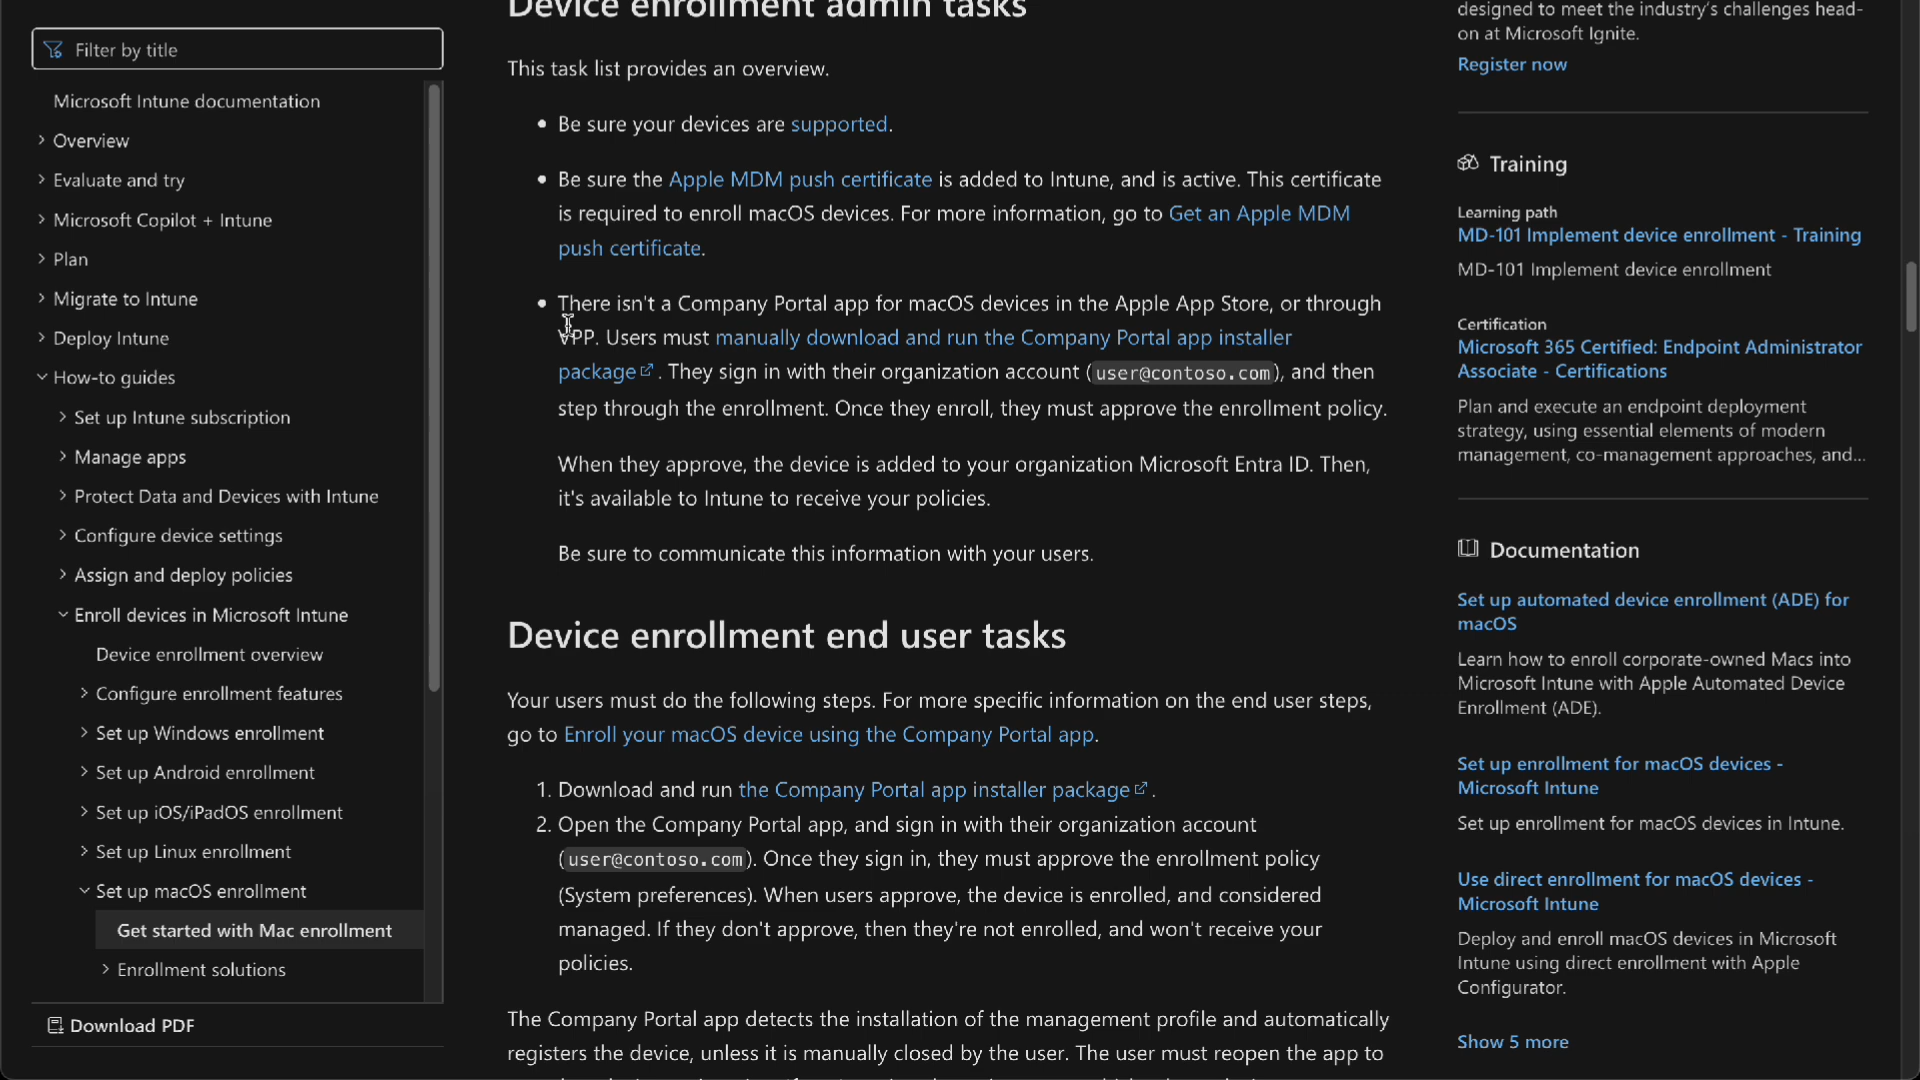 Filter by title
Microsoft Intune documentation
Overview
Evaluate and try
Microsoft Copilot + Intune
Plan
Migrate to Intune
Deploy Intune
How-to guides
Set up Intune subscription
Manage apps
Protect Data and Devices with Intune
Configure device settings
Assign and deploy policies
Enroll devices in Microsoft Intune
Device enrollment overview
Configure enrollment features
Set up Windows enrollment
Set up Android enrollment
Set up iOS/iPadOS enrollment
Set up Linux enrollment
Set up macOS enrollment
Get started with Mac enrollment
Enrollment solutions
Download PDF
Device enrollment admin tasks
This task list provides an overview.
• Be sure your devices are supported.
• Be sure the Apple MDM push certificate is added to Intune, and is active. This certificate
is required to enroll macOS devices. For more information, go to Get an Apple MDM
push certificate.
• There isn't a Company Portal app for macOS devices in the Apple App Store, or through
VPP. Users must manually download and run the Company Portal app installer
package. They sign in with their organization account (user@contoso.com), and then
step through the enrollment. Once they enroll, they must approve the enrollment policy.
When they approve, the device is added to your organization Microsoft Entra ID. Then,
it's available to Intune to receive your policies.
Be sure to communicate this information with your users.
Device enrollment end user tasks
Your users must do the following steps. For more specific information on the end user steps,
go to Enroll your macOS device using the Company Portal app.
1. Download and run the Company Portal app installer package.
2. Open the Company Portal app, and sign in with their organization account
(user@contoso.com). Once they sign in, they must approve the enrollment policy
(System preferences). When users approve, the device is enrolled, and considered
managed. If they don't approve, then they're not enrolled, and won't receive your
policies.
The Company Portal app detects the installation of the management profile and automatically
registers the device, unless it is manually closed by the user. The user must reopen the app to
designed to meet the industry's challenges head-
on at Microsoft Ignite.
Register now
Training
Learning path
MD-101 Implement device enrollment - Training
MD-101 Implement device enrollment
Certification
Microsoft 365 Certified: Endpoint Administrator
Associate - Certifications
Plan and execute an endpoint deployment
strategy, using essential elements of modern
management, co-management approaches, and...
Documentation
Set up automated device enrollment (ADE) for
macOS
Learn how to enroll corporate-owned Macs into
Microsoft Intune with Apple Automated Device
Enrollment (ADE).
Set up enrollment for macOS devices -
Microsoft Intune
Set up enrollment for macOS devices in Intune.
Use direct enrollment for macOS devices -
Microsoft Intune
Deploy and enroll macOS devices in Microsoft
Intune using direct enrollment with Apple
Configurator.
Show 5 more